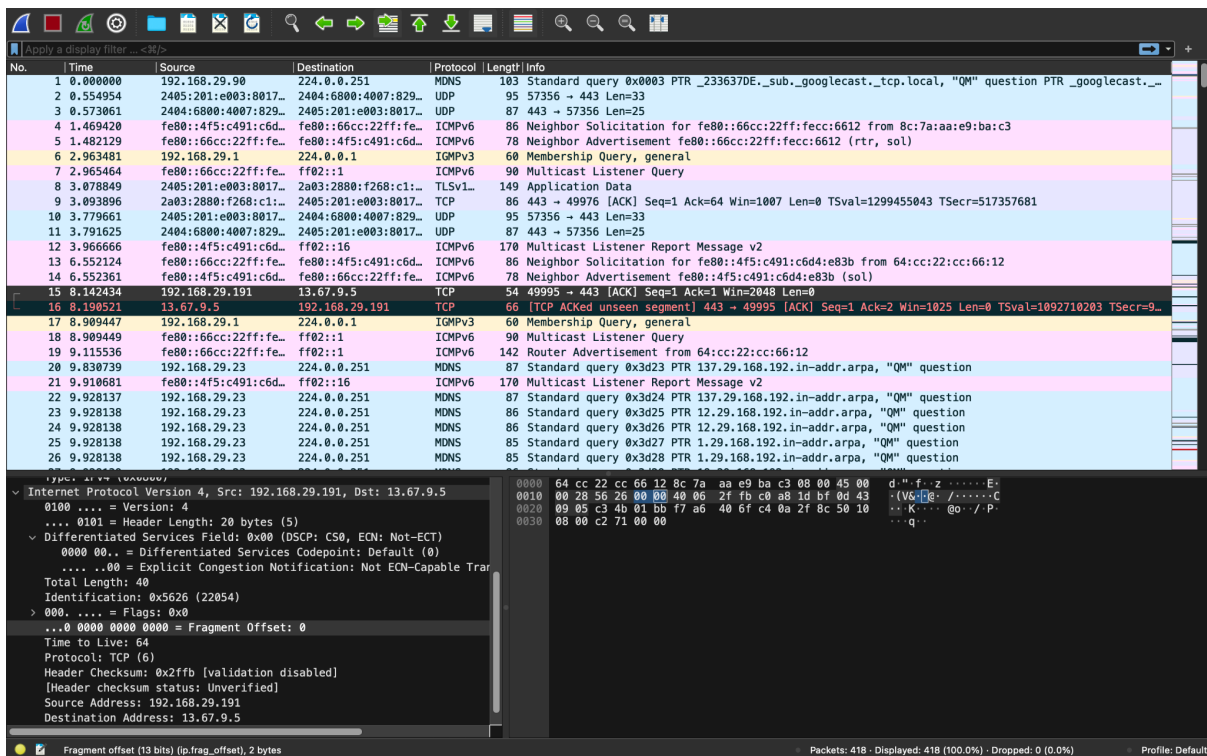 Apply a display filter ... <⌘/>
No. Time Source Destination Protocol Length Info
1 0.000000 192.168.29.90 224.0.0.251 MDNS 103 Standard query 0x0003 PTR _233637DE._sub._googlecast._tcp.local, "QM" question PTR _googlecast._…
2 0.554954 2405:201:e003:8017… 2404:6800:4007:829… UDP 95 57356 → 443 Len=33
3 0.573061 2404:6800:4007:829… 2405:201:e003:8017… UDP 87 443 → 57356 Len=25
4 1.469420 fe80::4f5:c491:c6d… fe80::66cc:22ff:fe… ICMPv6 86 Neighbor Solicitation for fe80::66cc:22ff:fecc:6612 from 8c:7a:aa:e9:ba:c3
5 1.482129 fe80::66cc:22ff:fe… fe80::4f5:c491:c6d… ICMPv6 78 Neighbor Advertisement fe80::66cc:22ff:fecc:6612 (rtr, sol)
6 2.963481 192.168.29.1 224.0.0.1 IGMPv3 60 Membership Query, general
7 2.965464 fe80::66cc:22ff:fe… ff02::1 ICMPv6 90 Multicast Listener Query
8 3.078849 2405:201:e003:8017… 2a03:2880:f268:c1:… TLSv1… 149 Application Data
9 3.093896 2a03:2880:f268:c1:… 2405:201:e003:8017… TCP 86 443 → 49976 [ACK] Seq=1 Ack=64 Win=1007 Len=0 TSval=1299455043 TSecr=517357681
10 3.779661 2405:201:e003:8017… 2404:6800:4007:829… UDP 95 57356 → 443 Len=33
11 3.791625 2404:6800:4007:829… 2405:201:e003:8017… UDP 87 443 → 57356 Len=25
12 3.966666 fe80::4f5:c491:c6d… ff02::16 ICMPv6 170 Multicast Listener Report Message v2
13 6.552123 fe80::66cc:22ff:fe… fe80::4f5:c491:c6d… ICMPv6 86 Neighbor Solicitation for fe80::4f5:c491:c6d4:e83b from 64:cc:22:cc:66:12
14 6.552361 fe80::4f5:c491:c6d… fe80::66cc:22ff:fe… ICMPv6 78 Neighbor Advertisement fe80::4f5:c491:c6d4:e83b (sol)
15 8.142434 192.168.29.191 13.67.9.5 TCP 54 49995 → 443 [ACK] Seq=1 Ack=1 Win=2048 Len=0
16 8.190523 13.67.9.5 192.168.29.191 TCP 66 [TCP ACKed unseen segment] 443 → 49995 [ACK] Seq=1 Ack=2 Win=1025 Len=0 TSval=1092710203 TSecr=9…
17 8.909447 192.168.29.1 224.0.0.1 IGMPv3 60 Membership Query, general
18 8.909449 fe80::66cc:22ff:fe… ff02::1 ICMPv6 90 Multicast Listener Query
19 9.115536 fe80::66cc:22ff:fe… ff02::1 ICMPv6 142 Router Advertisement from 64:cc:22:cc:66:12
20 9.830739 192.168.29.23 224.0.0.251 MDNS 87 Standard query 0x3d23 PTR 137.29.168.192.in-addr.arpa, "QM" question
21 9.910681 fe80::4f5:c491:c6d… ff02::16 ICMPv6 170 Multicast Listener Report Message v2
22 9.928137 192.168.29.23 224.0.0.251 MDNS 87 Standard query 0x3d24 PTR 137.29.168.192.in-addr.arpa, "QM" question
23 9.928138 192.168.29.23 224.0.0.251 MDNS 86 Standard query 0x3d25 PTR 12.29.168.192.in-addr.arpa, "QM" question
24 9.928138 192.168.29.23 224.0.0.251 MDNS 86 Standard query 0x3d26 PTR 12.29.168.192.in-addr.arpa, "QM" question
25 9.928138 192.168.29.23 224.0.0.251 MDNS 85 Standard query 0x3d27 PTR 1.29.168.192.in-addr.arpa, "QM" question
26 9.928138 192.168.29.23 224.0.0.251 MDNS 85 Standard query 0x3d28 PTR 1.29.168.192.in-addr.arpa, "QM" question
Type: IPv4 (0x0800)
Internet Protocol Version 4, Src: 192.168.29.191, Dst: 13.67.9.5
0100 .... = Version: 4
.... 0101 = Header Length: 20 bytes (5)
Differentiated Services Field: 0x00 (DSCP: CS0, ECN: Not-ECT)
0000 00.. = Differentiated Services Codepoint: Default (0)
.... ..00 = Explicit Congestion Notification: Not ECN-Capable Tran
Total Length: 40
Identification: 0x5626 (22054)
000. .... = Flags: 0x0
...0 0000 0000 0000 = Fragment Offset: 0
Time to Live: 64
Protocol: TCP (6)
Header Checksum: 0x2ffb [validation disabled]
[Header checksum status: Unverified]
Source Address: 192.168.29.191
Destination Address: 13.67.9.5
0000 64 cc 22 cc 66 12 8c 7a aa e9 ba c3 08 00 45 00 d·"·f··z ······E·
0010 00 28 56 26 00 00 40 06 2f fb c0 a8 1d bf 0d 43 ·(V&··@· /······C
0020 09 05 c3 4b 01 bb f7 a6 40 6f c4 0a 2f 8c 50 10 ···K···· @o··/·P·
0030 08 00 c2 71 00 00 ···q··
Fragment offset (13 bits) (ip.frag_offset), 2 bytes
Packets: 418 · Displayed: 418 (100.0%) · Dropped: 0 (0.0%)
Profile: Default